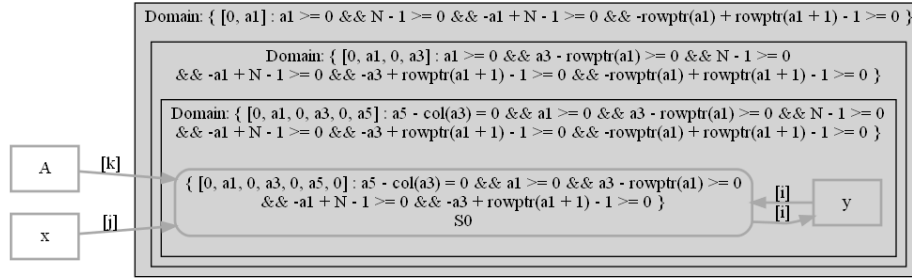 Domain: { [0, a1] : a1 >= 0 && N - 1 >= 0 && -a1 + N - 1 >= 0 && -rowptr(a1) + rowptr(a1 + 1) - 1 >= 0 }
Domain: { [0, a1, 0, a3] : a1 >= 0 && a3 - rowptr(a1) >= 0 && N - 1 >= 0
&& -a1 + N - 1 >= 0 && -a3 + rowptr(a1 + 1) - 1 >= 0 && -rowptr(a1) + rowptr(a1 + 1) - 1 >= 0 }
Domain: { [0, a1, 0, a3, 0, a5] : a5 - col(a3) = 0 && a1 >= 0 && a3 - rowptr(a1) >= 0 && N - 1 >= 0
&& -a1 + N - 1 >= 0 && -a3 + rowptr(a1 + 1) - 1 >= 0 && -rowptr(a1) + rowptr(a1 + 1) - 1 >= 0 }
A
[k]
{ [0, a1, 0, a3, 0, a5, 0] : a5 - col(a3) = 0 && a1 >= 0 && a3 - rowptr(a1) >= 0
&& -a1 + N - 1 >= 0 && -a3 + rowptr(a1 + 1) - 1 >= 0 }
S0
[i]
[i]
y
x
[j]